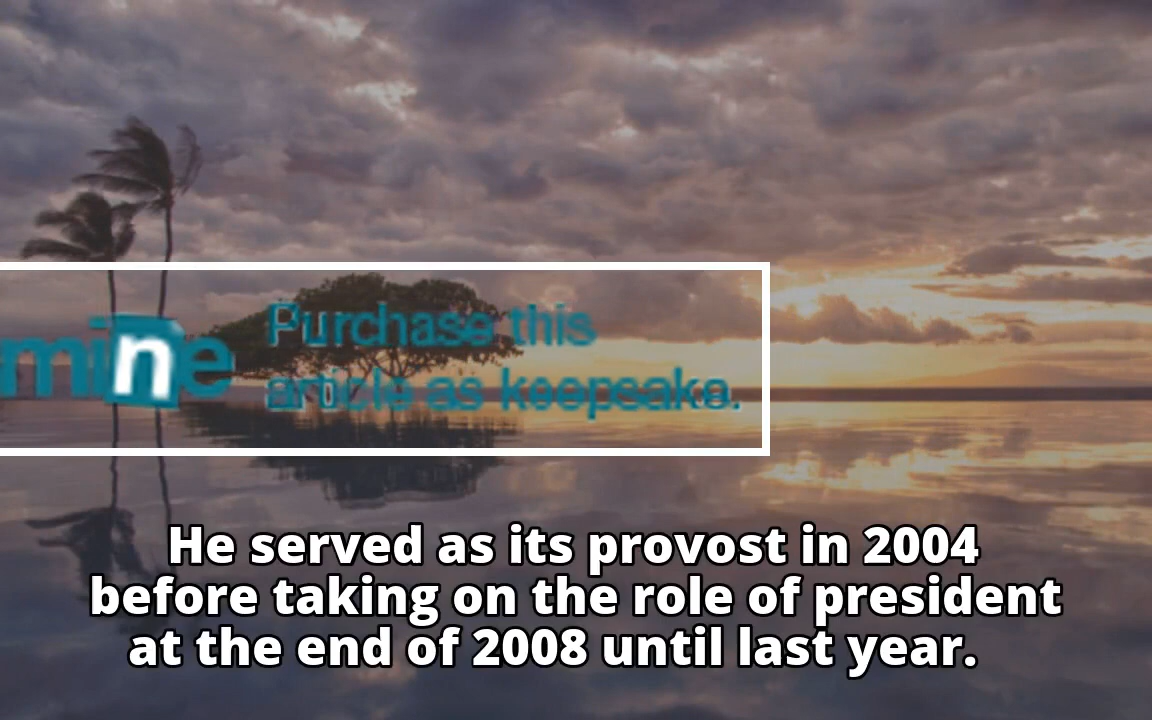 mine
Purchase this
article as keepsake.
He served as its provost in 2004
before taking on the role of president
at the end of 2008 until last year.